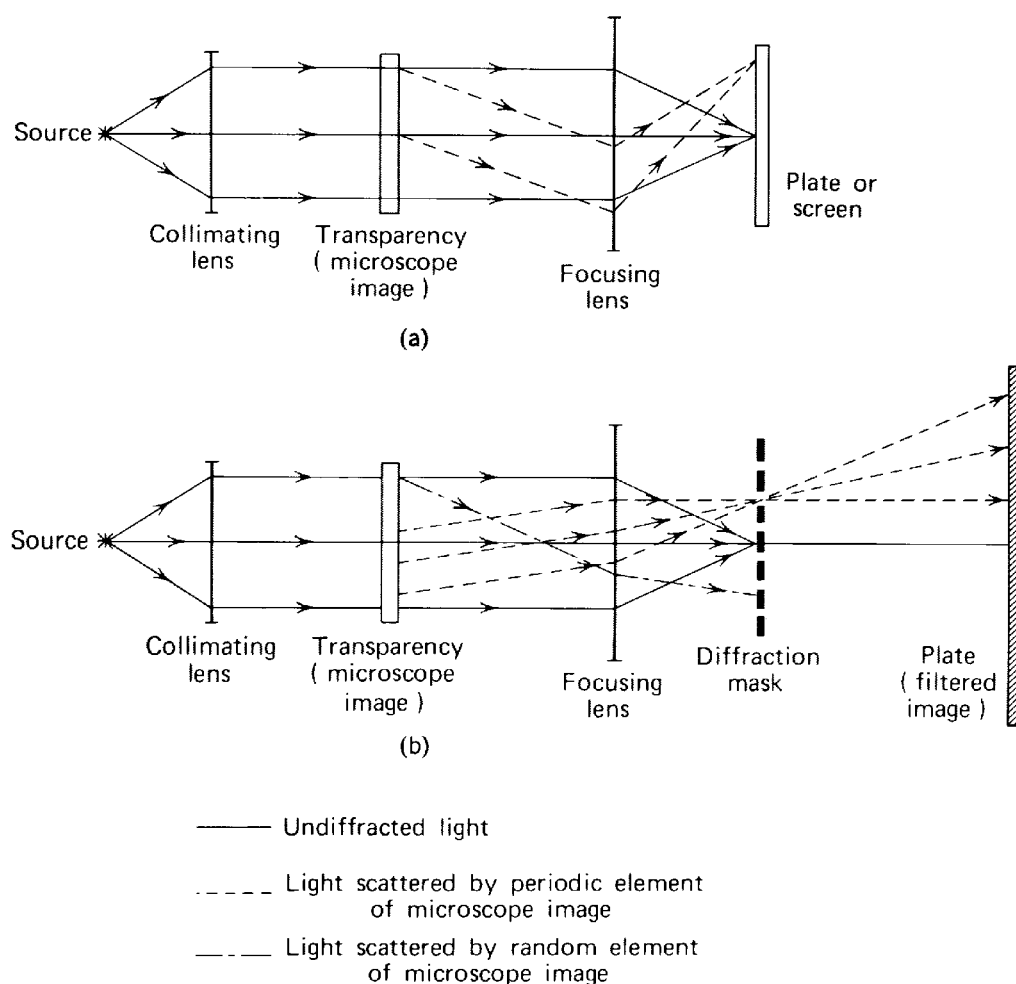 Source
Collimating
lens
Transparency
( microscope
image )
Focusing
lens
Plate or
screen
(a)
Source
Collimating
lens
Transparency
( microscope
image )
Focusing
lens
Diffraction
mask
Plate
( filtered
image )
(b)
Undiffracted light
Light scattered by periodic element
of microscope image
Light scattered by random element
of microscope image